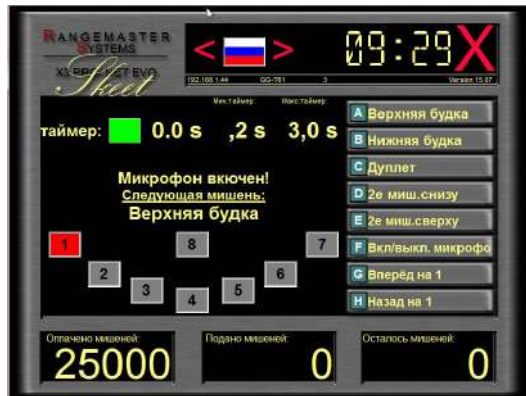 RANGEMASTER
SYSTEMS
Skeet
< >
09:29 X
192.168.1.44 GG-T61 3 Version 15.07
Мин.таймер: Макс.таймер:
таймер: 0.0 s ,2 s 3,0 s
Микрофон вкючен!
Следующая мишень:
Верхняя будка
1 8 7
2 6
3 5
4
A Верхняя будка
B Нижняя будка
C Дуплет
D 2е миш.снизу
E 2е миш.сверху
F Вкл/выкл. микрофо
G Вперёд на 1
H Назад на 1
Оплачено мишеней: Подано мишеней: Осталось мишеней:
25000 0 0